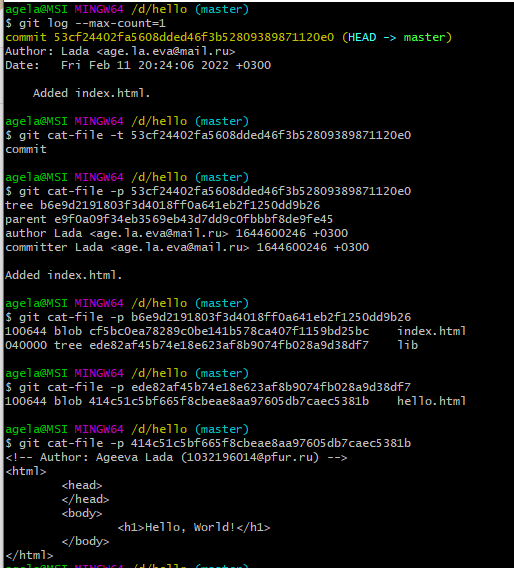 agela@MSI MINGW64 /d/hello (master)
$ git log --max-count=1
commit 53cf24402fa5608dded46f3b52809389871120e0 (HEAD -> master)
Author: Lada <age.la.eva@mail.ru>
Date:   Fri Feb 11 20:24:06 2022 +0300
    Added index.html.
agela@MSI MINGW64 /d/hello (master)
$ git cat-file -t 53cf24402fa5608dded46f3b52809389871120e0
commit
agela@MSI MINGW64 /d/hello (master)
$ git cat-file -p 53cf24402fa5608dded46f3b52809389871120e0
tree b6e9d2191803f3d4018ff0a641eb2f1250dd9b26
parent e9f0a09f34eb3569eb43d7dd9c0fbbbf8de9fe45
author Lada <age.la.eva@mail.ru> 1644600246 +0300
committer Lada <age.la.eva@mail.ru> 1644600246 +0300
Added index.html.
agela@MSI MINGW64 /d/hello (master)
$ git cat-file -p b6e9d2191803f3d4018ff0a641eb2f1250dd9b26
100644 blob cf5bc0ea78289c0be141b578ca407f1159bd25bc    index.html
040000 tree ede82af45b74e18e623af8b9074fb028a9d38df7    lib
agela@MSI MINGW64 /d/hello (master)
$ git cat-file -p ede82af45b74e18e623af8b9074fb028a9d38df7
100644 blob 414c51c5bf665f8cbeae8aa97605db7caec5381b    hello.html
agela@MSI MINGW64 /d/hello (master)
$ git cat-file -p 414c51c5bf665f8cbeae8aa97605db7caec5381b
<!-- Author: Ageeva Lada (1032196014@pfur.ru) -->
<html>
        <head>
        </head>
        <body>
                <h1>Hello, World!</h1>
        </body>
</html>
agela@MSI MINGW64 /d/hello (master)